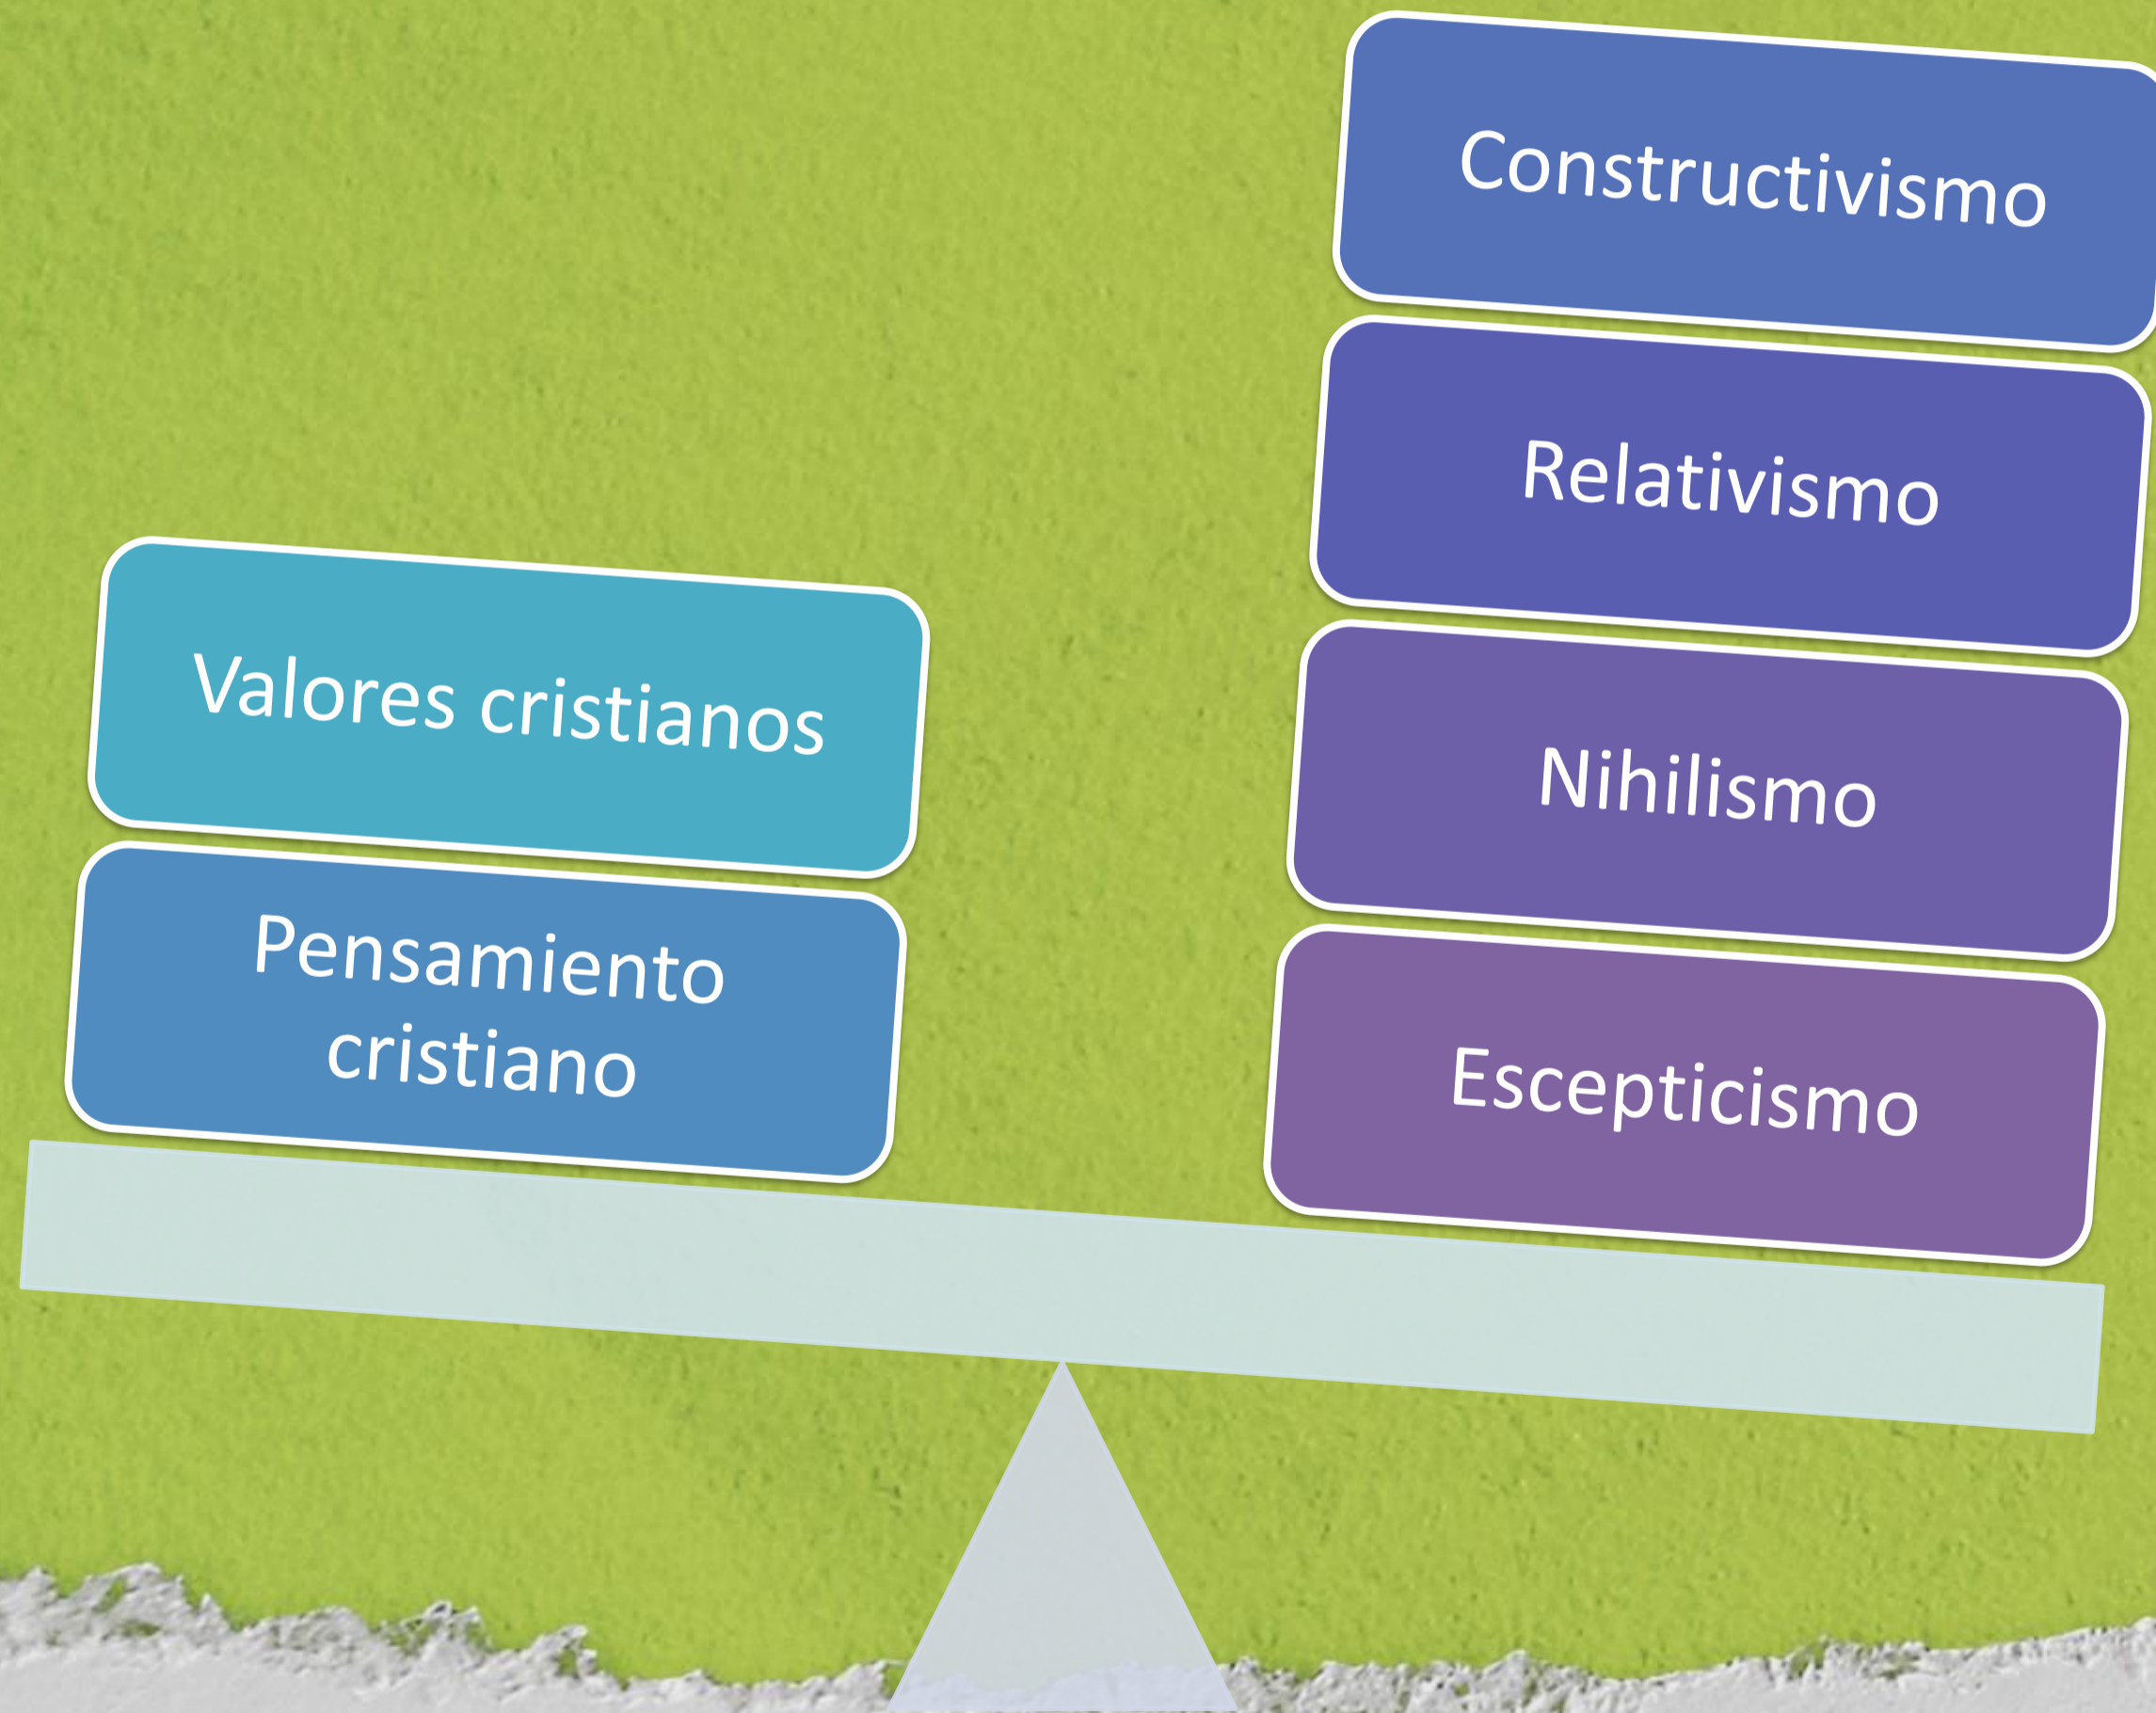 Valores cristianos
Pensamiento
cristiano
Constructivismo
Relativismo
Nihilismo
Escepticismo